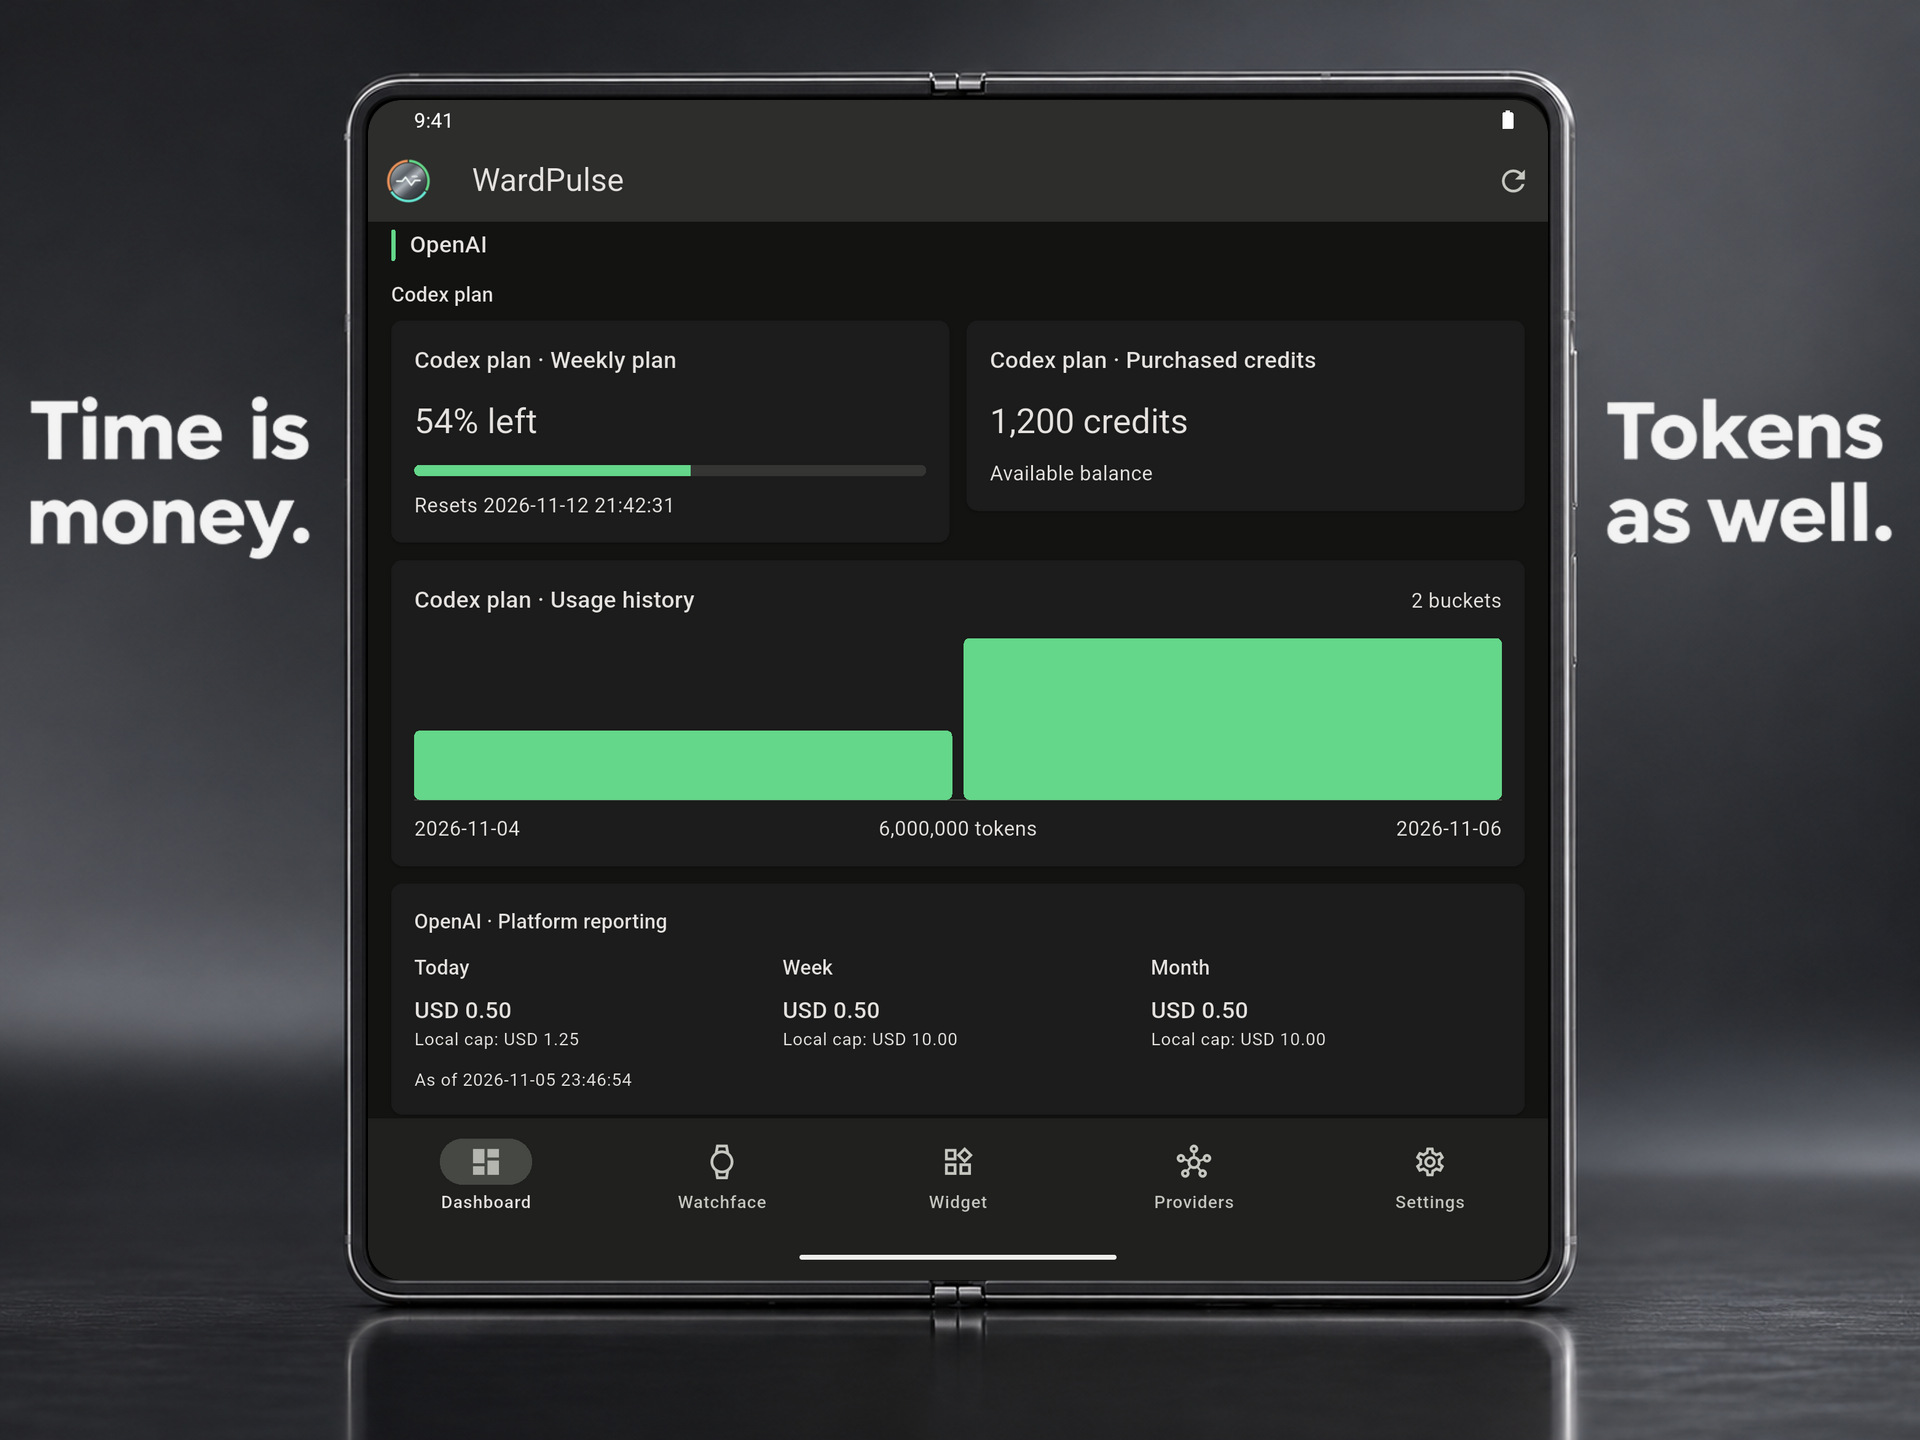 Time is
money.
Tokens
as well.
9:41
WardPulse
OpenAI
Codex plan
Codex plan · Weekly plan
54% left
Resets 2026-11-12 21:42:31
Codex plan · Purchased credits
1,200 credits
Available balance
Codex plan · Usage history
2 buckets
2026-11-04
6,000,000 tokens
2026-11-06
OpenAI · Platform reporting
Today
USD 0.50
Local cap: USD 1.25
Week
USD 0.50
Local cap: USD 10.00
Month
USD 0.50
Local cap: USD 10.00
As of 2026-11-05 23:46:54
Dashboard
Watchface
Widget
Providers
Settings